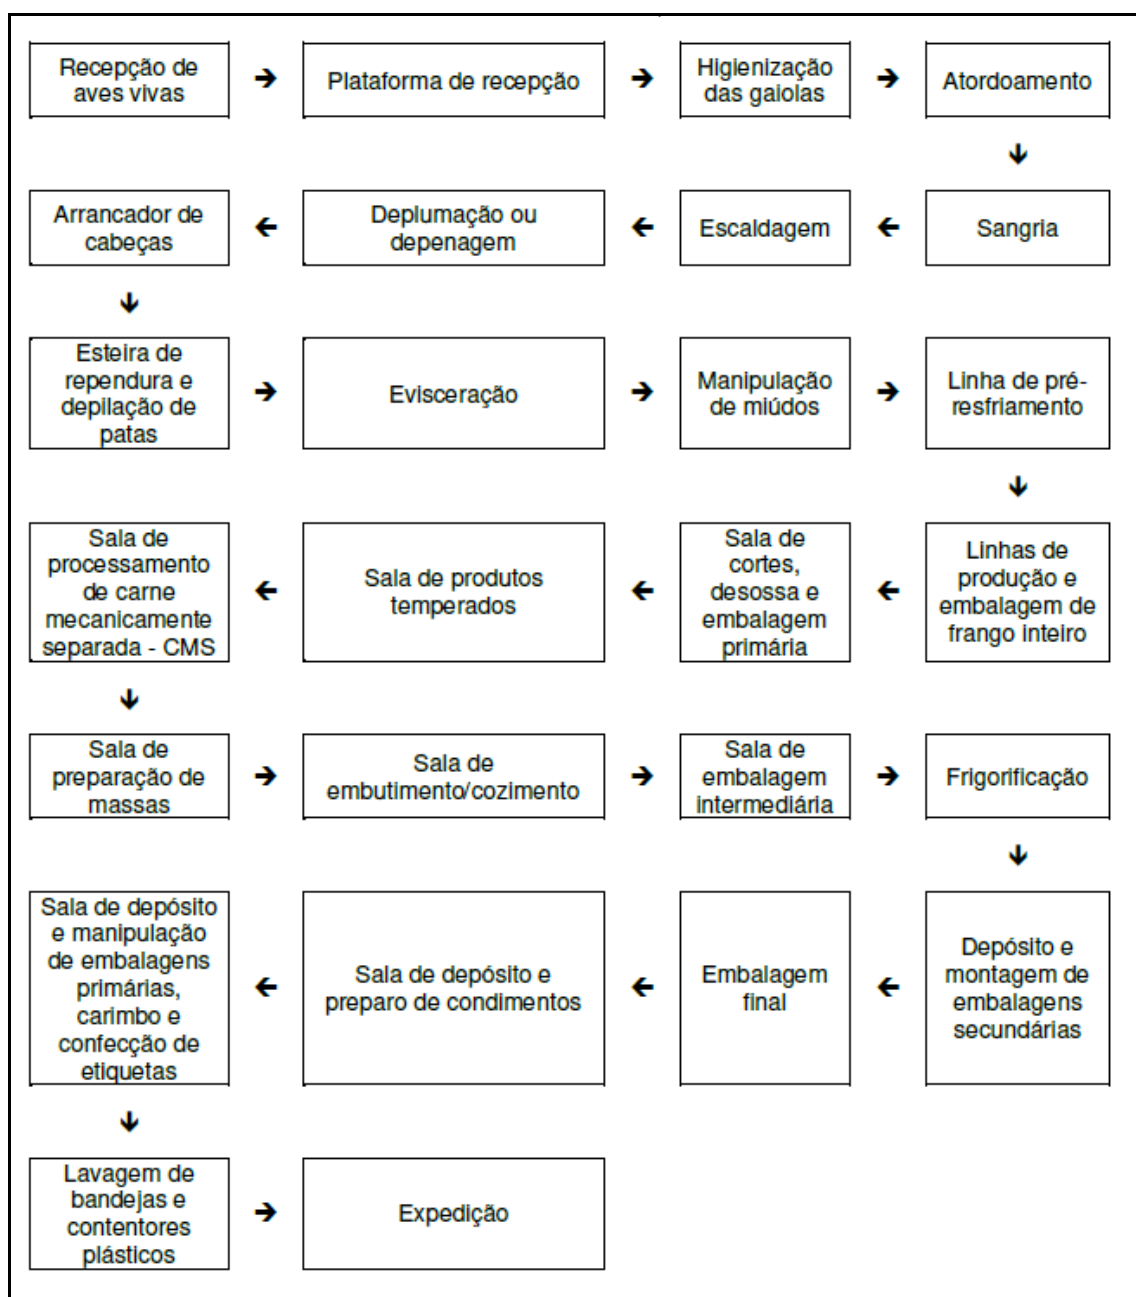 Recepção de
aves vivas
Plataforma de recepção
Higienização
das gaiolas
Atordoamento
Arrancador de
cabeças
Deplumação ou
depenagem
Escaldagem
Sangria
Esteira de
rependura e
depilação de
patas
Evisceração
Manipulação
de miúdos
Linha de pré-
resfriamento
Sala de
processamento
de carne
mecanicamente
separada - CMS
Sala de produtos
temperados
Sala de
cortes,
desossa e
embalagem
primária
Linhas de
produção e
embalagem de
frango inteiro
Sala de
preparação de
massas
Sala de
embutimento/cozimento
Sala de
embalagem
intermediária
Frigorificação
Sala de depósito
e manipulação
de embalagens
primárias,
carimbo e
confecção de
etiquetas
Sala de depósito e
preparo de condimentos
Embalagem
final
Depósito e
montagem de
embalagens
secundárias
Lavagem de
bandejas e
contentores
plásticos
Expedição